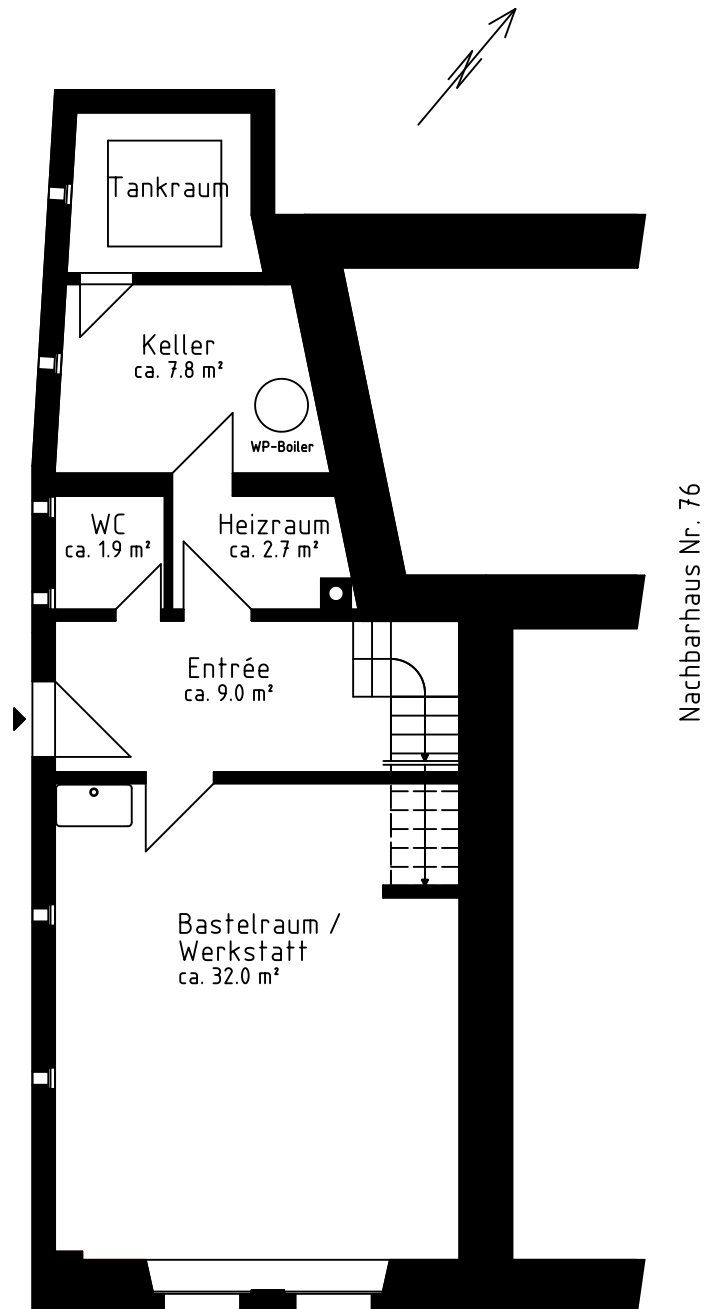 Tankraum
Keller
ca. 7.8 m²
WP-Boiler
WC
ca. 1.9 m²
Heizraum
ca. 2.7 m²
Nachbarhaus Nr. 76
Entrée
ca. 9.0 m²
Bastelraum /
Werkstatt
ca. 32.0 m²